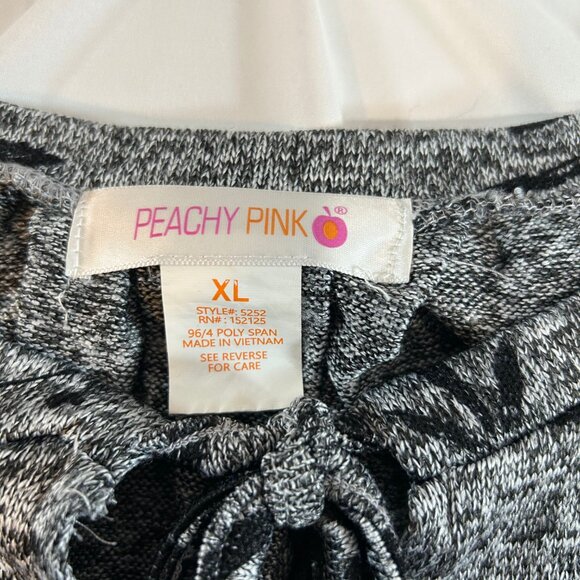 PEACHY PINK ®
XL
STYLE#: 5252
RN#: 152125
96/4 POLY SPAN
MADE IN VIETNAM
SEE REVERSE
FOR CARE